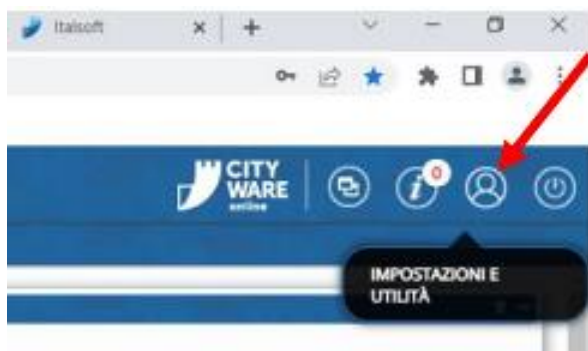 Italsoft
CITY
WARE
online
i
0
IMPOSTAZIONI E
UTILITÀ